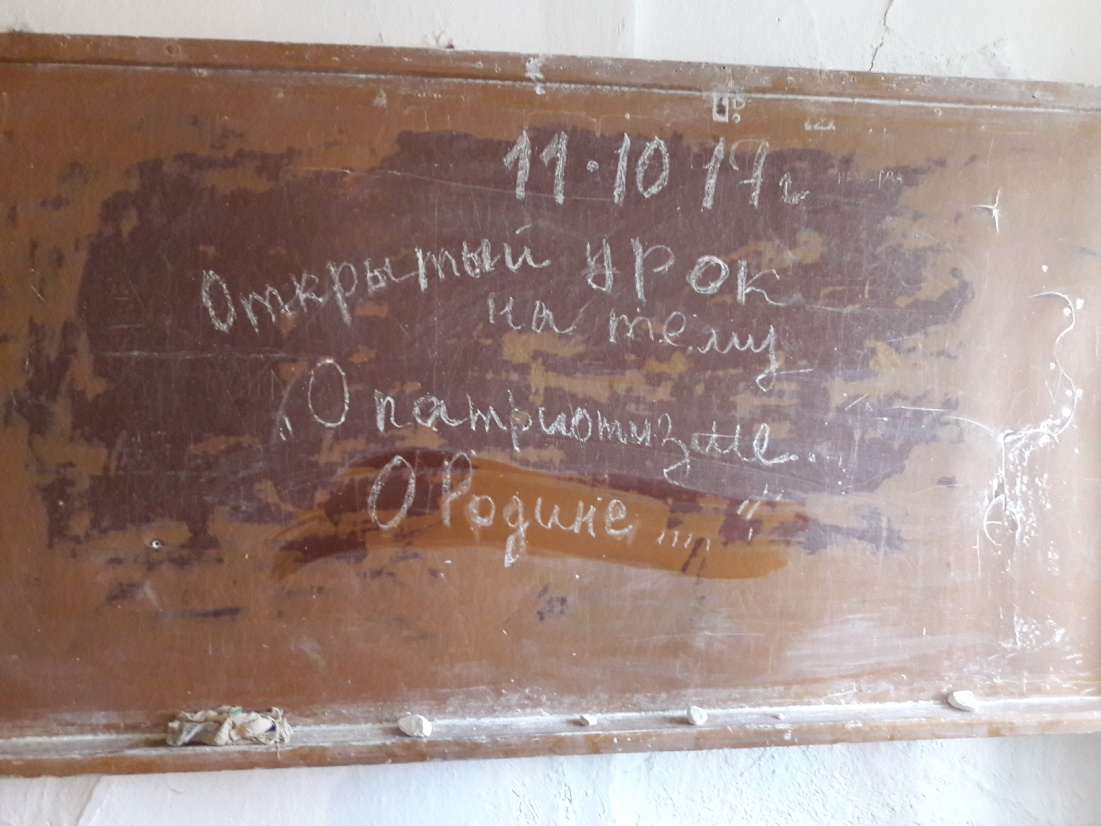 11.10 17г
Открытый урок
на тему
„О патриотизме..
О Родине....."